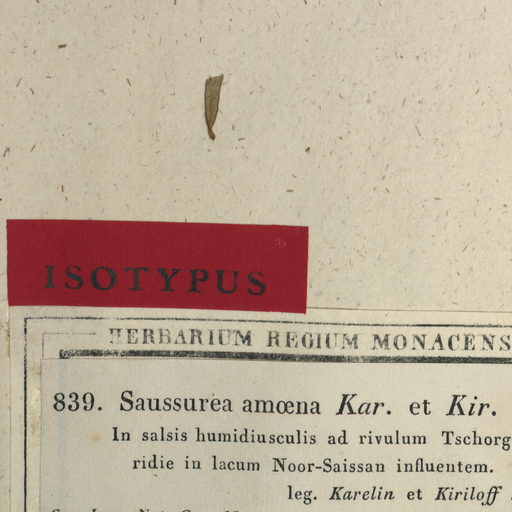 ISOTYPUS
HERBARIUM REGIUM MONACENS
839. Saussurea amœna Kar. et Kir.
In salsis humidiusculis ad rivulum Tschorg
ridie in lacum Noor-Saissan influentem.
leg. Karelin et Kiriloff